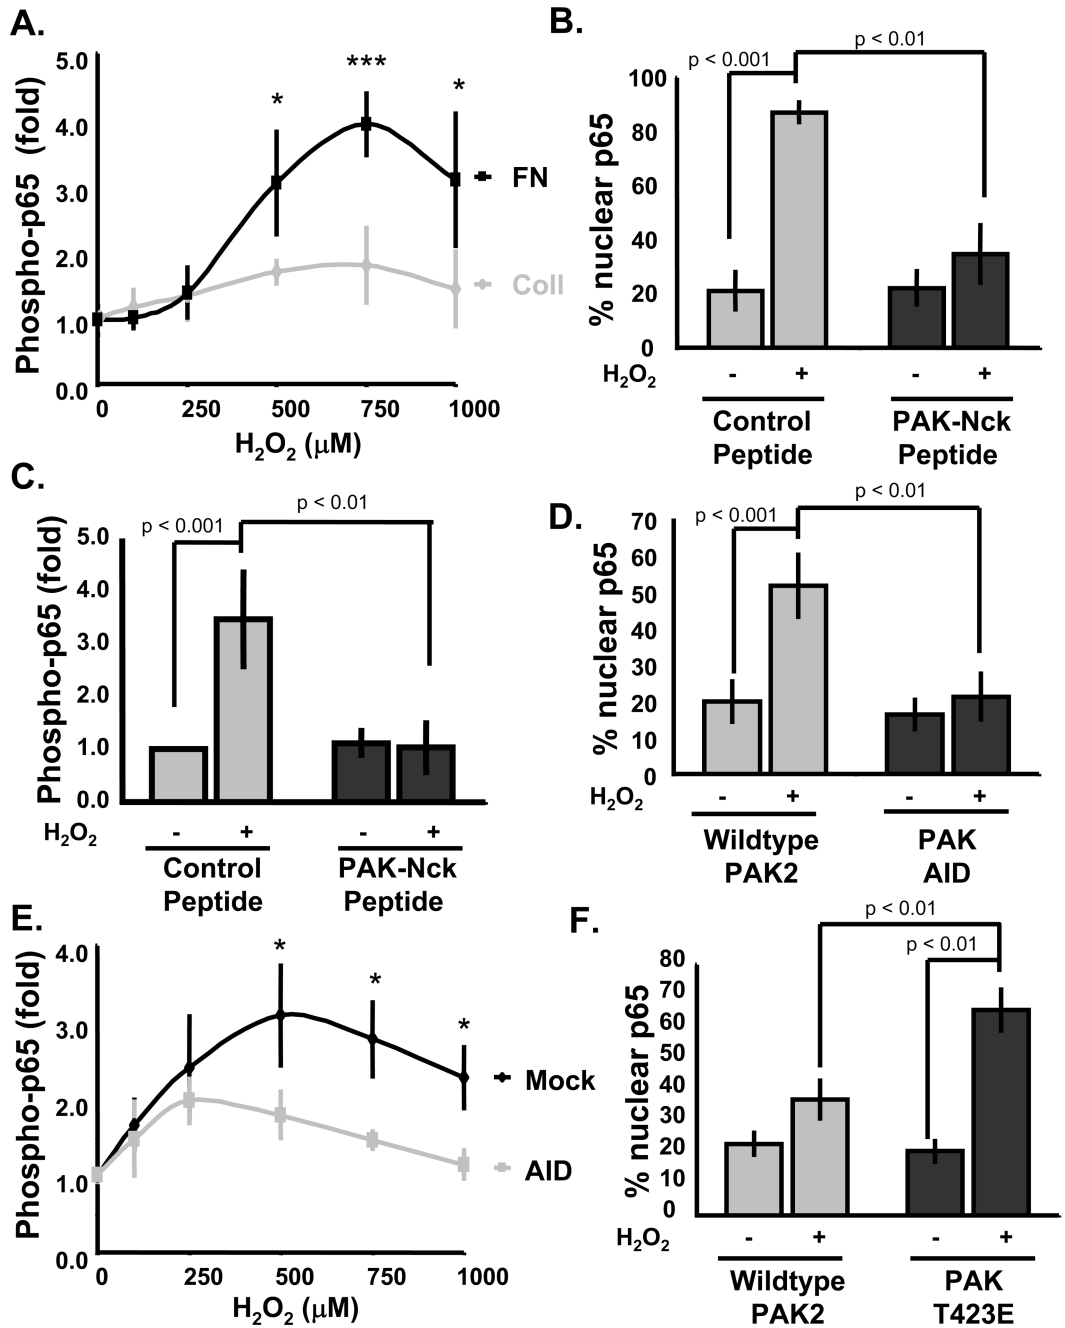 A.
Phospho-p65 (fold)
5.0
4.0
3.0
2.0
1.0
0.0
*
***
*
FN
Coll
0 250 500 750 1000
H₂O₂ (μM)
B.
% nuclear p65
100
80
60
40
20
0
p < 0.001
p < 0.01
H₂O₂ - + - +
Control PAK-Nck
Peptide Peptide
C.
Phospho-p65 (fold)
5.0
4.0
3.0
2.0
1.0
0.0
p < 0.001
p < 0.01
H₂O₂ - + - +
Control PAK-Nck
Peptide Peptide
D.
% nuclear p65
70
60
50
40
30
20
10
0
p < 0.001
p < 0.01
H₂O₂ - + - +
Wildtype PAK
PAK2 AID
E.
Phospho-p65 (fold)
4.0
3.0
2.0
1.0
0.0
*
*
*
Mock
AID
0 250 500 750 1000
H₂O₂ (μM)
F.
% nuclear p65
80
70
60
50
40
30
20
10
0
p < 0.01
p < 0.01
H₂O₂ - + - +
Wildtype PAK
PAK2 T423E